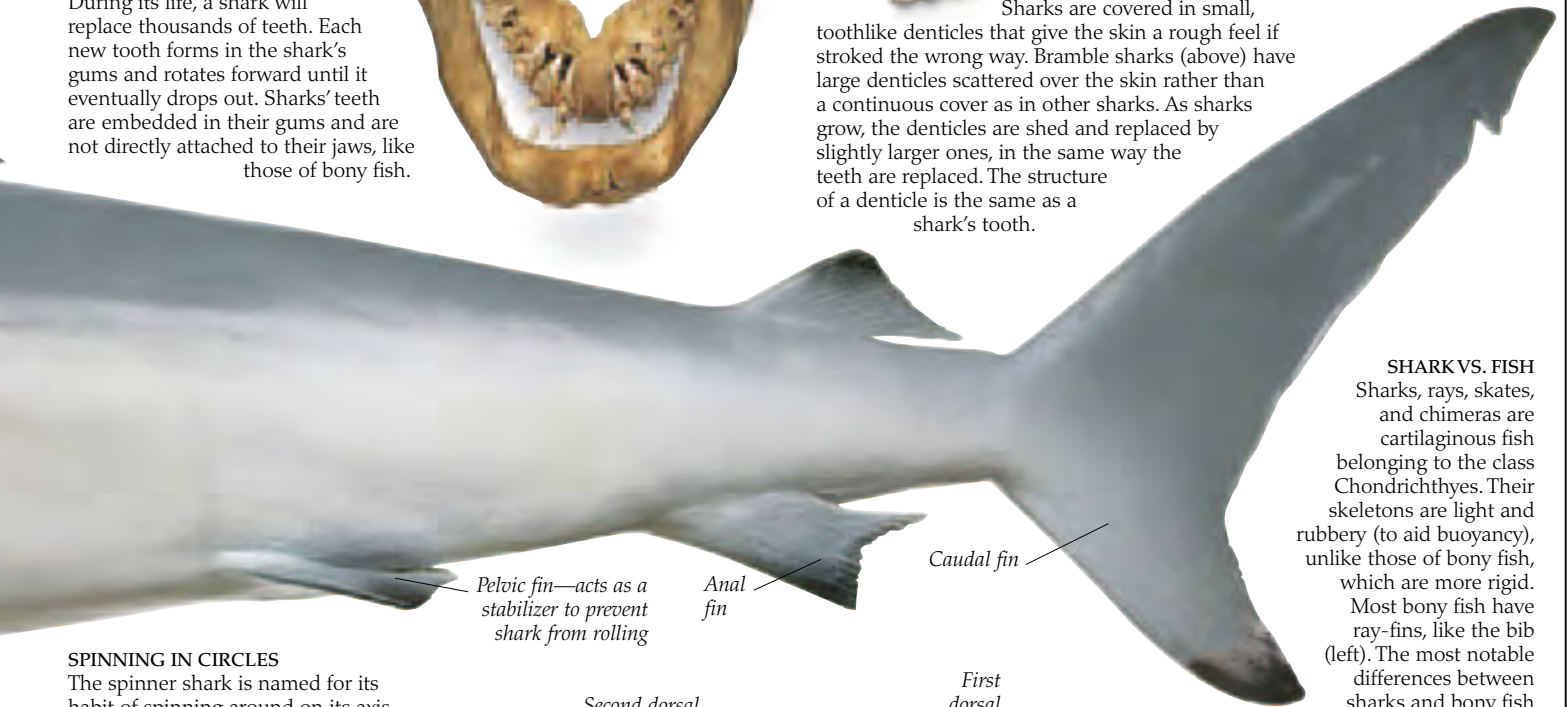 During its life, a shark will
replace thousands of teeth. Each
new tooth forms in the shark's
gums and rotates forward until it
eventually drops out. Sharks' teeth
are embedded in their gums and are
not directly attached to their jaws, like
those of bony fish.
Sharks are covered in small,
toothlike denticles that give the skin a rough feel if
stroked the wrong way. Bramble sharks (above) have
large denticles scattered over the skin rather than
a continuous cover as in other sharks. As sharks
grow, the denticles are shed and replaced by
slightly larger ones, in the same way the
teeth are replaced. The structure
of a denticle is the same as a
shark's tooth.
SHARK VS. FISH
Sharks, rays, skates,
and chimeras are
cartilaginous fish
belonging to the class
Chondrichthyes. Their
skeletons are light and
rubbery (to aid buoyancy),
unlike those of bony fish,
which are more rigid.
Most bony fish have
ray-fins, like the bib
(left). The most notable
differences between
sharks and bony fish
Pelvic fin—acts as a
stabilizer to prevent
shark from rolling
Anal
fin
Caudal fin
SPINNING IN CIRCLES
The spinner shark is named for its
habit of spinning around on its axis
Second dorsal
First
dorsal